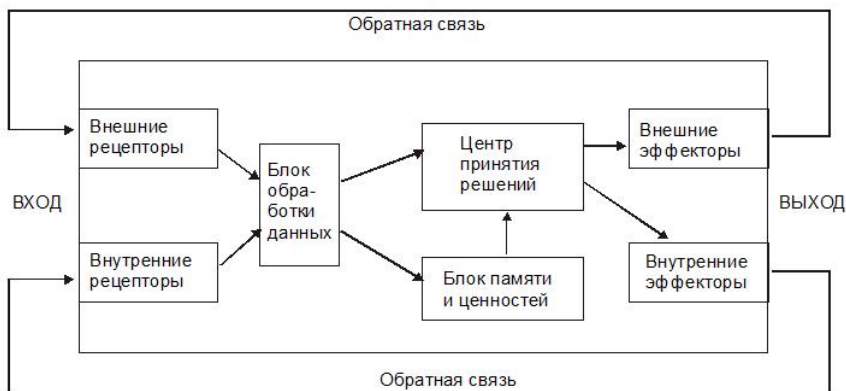 Обратная связь
Внешние
рецепторы
Блок
обра-
ботки
данных
Центр
принятия
решений
Внешние
эффекторы
ВХОД
ВЫХОД
Внутренние
рецепторы
Блок памяти
и ценностей
Внутренние
эффекторы
Обратная связь